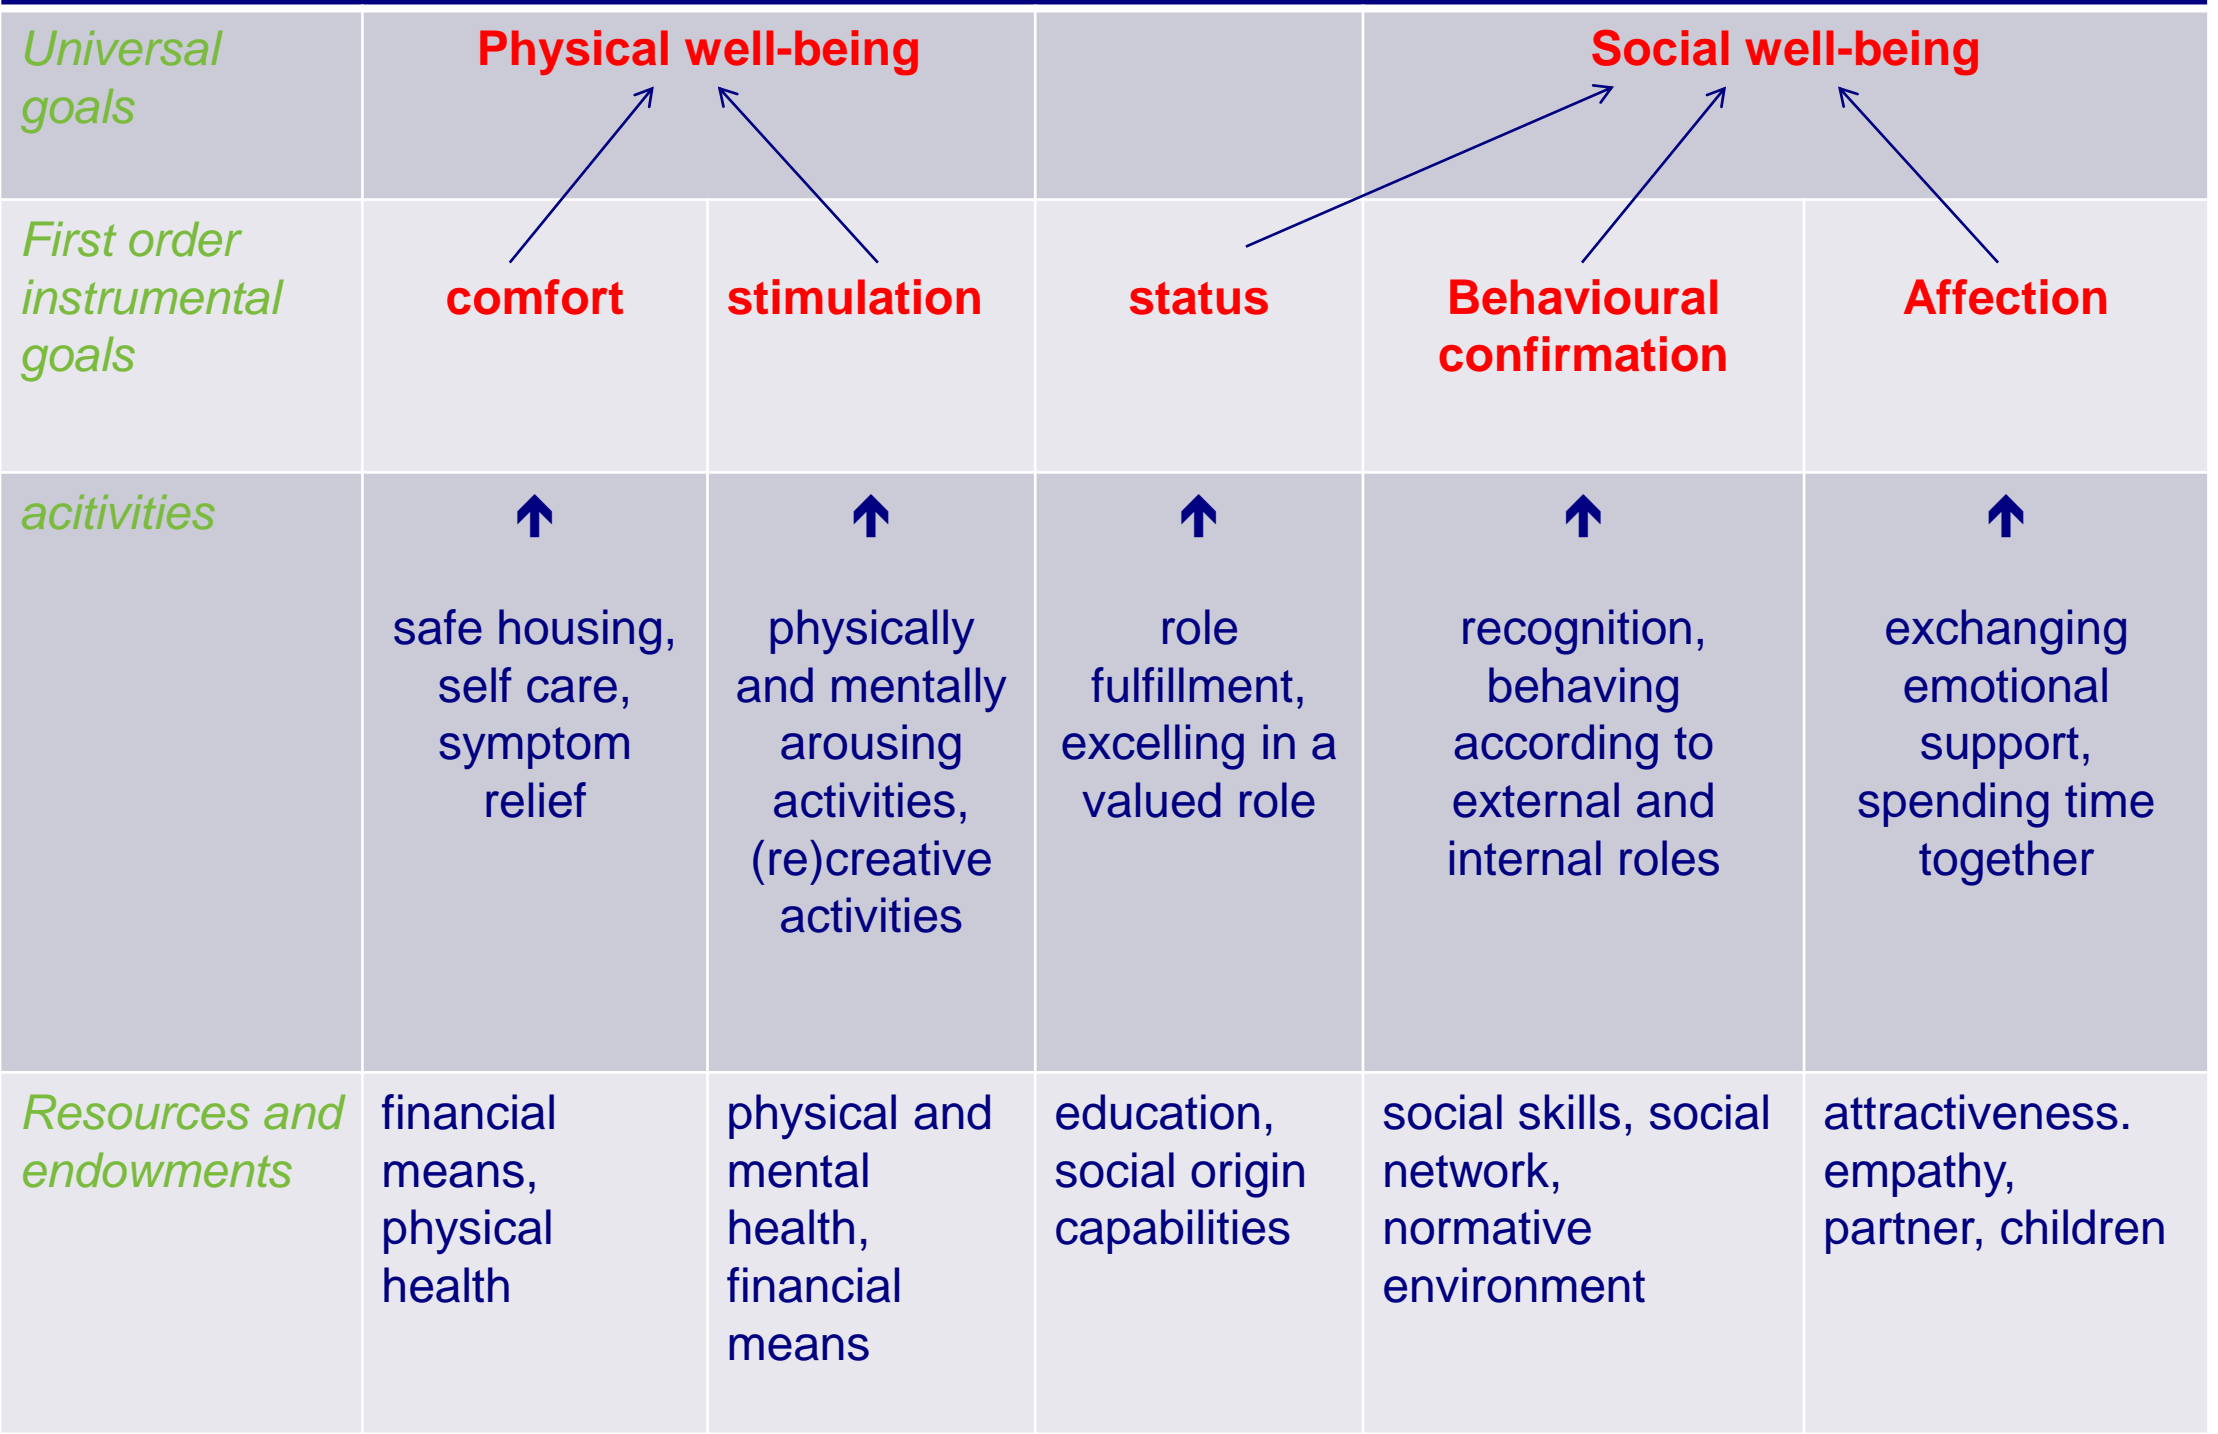 Universal
goals
Physical well-being
Social well-being
First order
instrumental
goals
comfort
stimulation
status
Behavioural
confirmation
Affection
acitivities
safe housing,
self care,
symptom
relief
physically
and mentally
arousing
activities,
(re)creative
activities
role
fulfillment,
excelling in a
valued role
recognition,
behaving
according to
external and
internal roles
exchanging
emotional
support,
spending time
together
Resources and
endowments
financial
means,
physical
health
physical and
mental
health,
financial
means
education,
social origin
capabilities
social skills, social
network,
normative
environment
attractiveness.
empathy,
partner, children